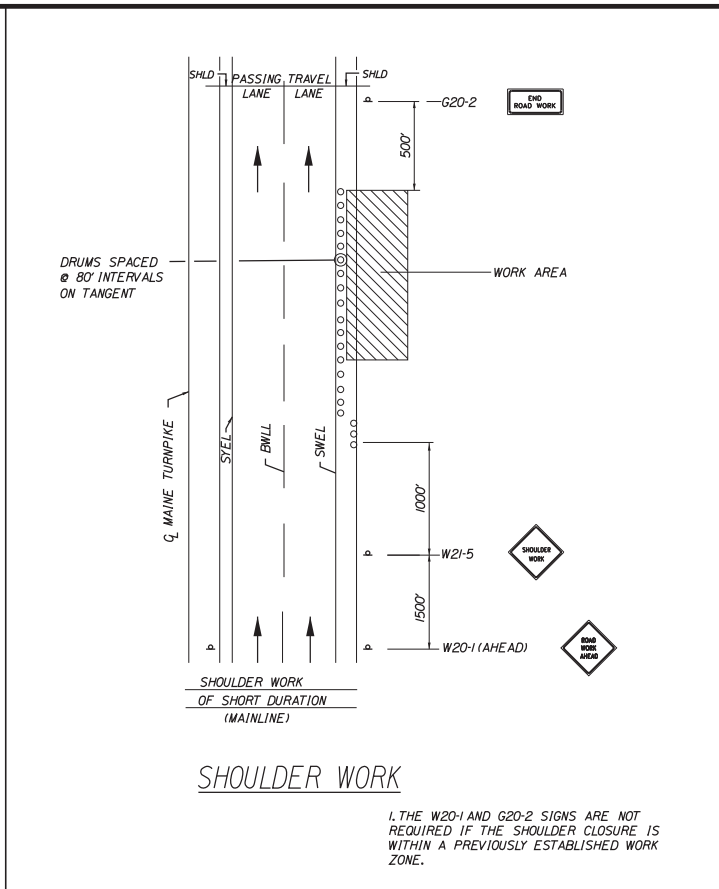 SHLD
PASSING
TRAVEL
SHLD
LANE
LANE
G20-2
END
ROAD WORK
500'
DRUMS SPACED
@ 80' INTERVALS
ON TANGENT
WORK AREA
℄ MAINE TURNPIKE
SYEL
BWLL
SWEL
1000'
W21-5
SHOULDER
WORK
1500'
W20-1 (AHEAD)
ROAD
WORK
AHEAD
SHOULDER WORK
OF SHORT DURATION
(MAINLINE)
SHOULDER WORK
1. THE W20-1 AND G20-2 SIGNS ARE NOT
REQUIRED IF THE SHOULDER CLOSURE IS
WITHIN A PREVIOUSLY ESTABLISHED WORK
ZONE.